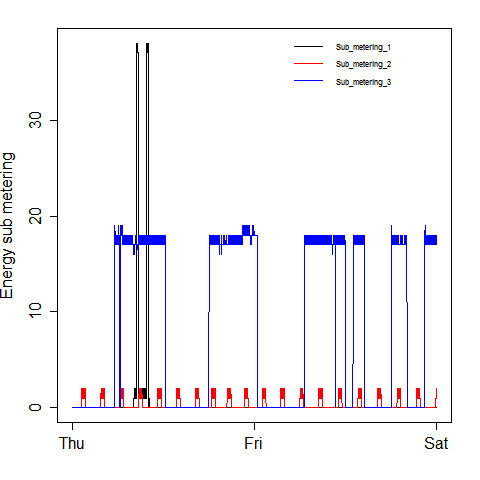 Sub_metering_1
Sub_metering_2
Sub_metering_3
Energy sub metering
30
20
10
0
Thu Fri Sat